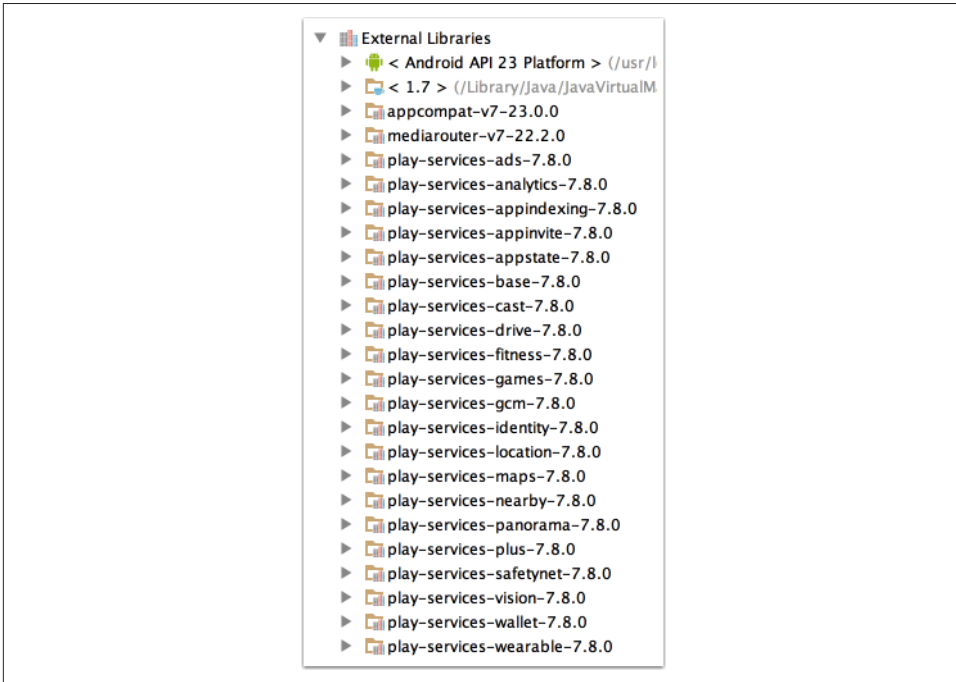 External Libraries
< Android API 23 Platform > (/usr/l
< 1.7 > (/Library/Java/JavaVirtualM
appcompat-v7-23.0.0
mediarouter-v7-22.2.0
play-services-ads-7.8.0
play-services-analytics-7.8.0
play-services-appindexing-7.8.0
play-services-appinvite-7.8.0
play-services-appstate-7.8.0
play-services-base-7.8.0
play-services-cast-7.8.0
play-services-drive-7.8.0
play-services-fitness-7.8.0
play-services-games-7.8.0
play-services-gcm-7.8.0
play-services-identity-7.8.0
play-services-location-7.8.0
play-services-maps-7.8.0
play-services-nearby-7.8.0
play-services-panorama-7.8.0
play-services-plus-7.8.0
play-services-safetynet-7.8.0
play-services-vision-7.8.0
play-services-wallet-7.8.0
play-services-wearable-7.8.0